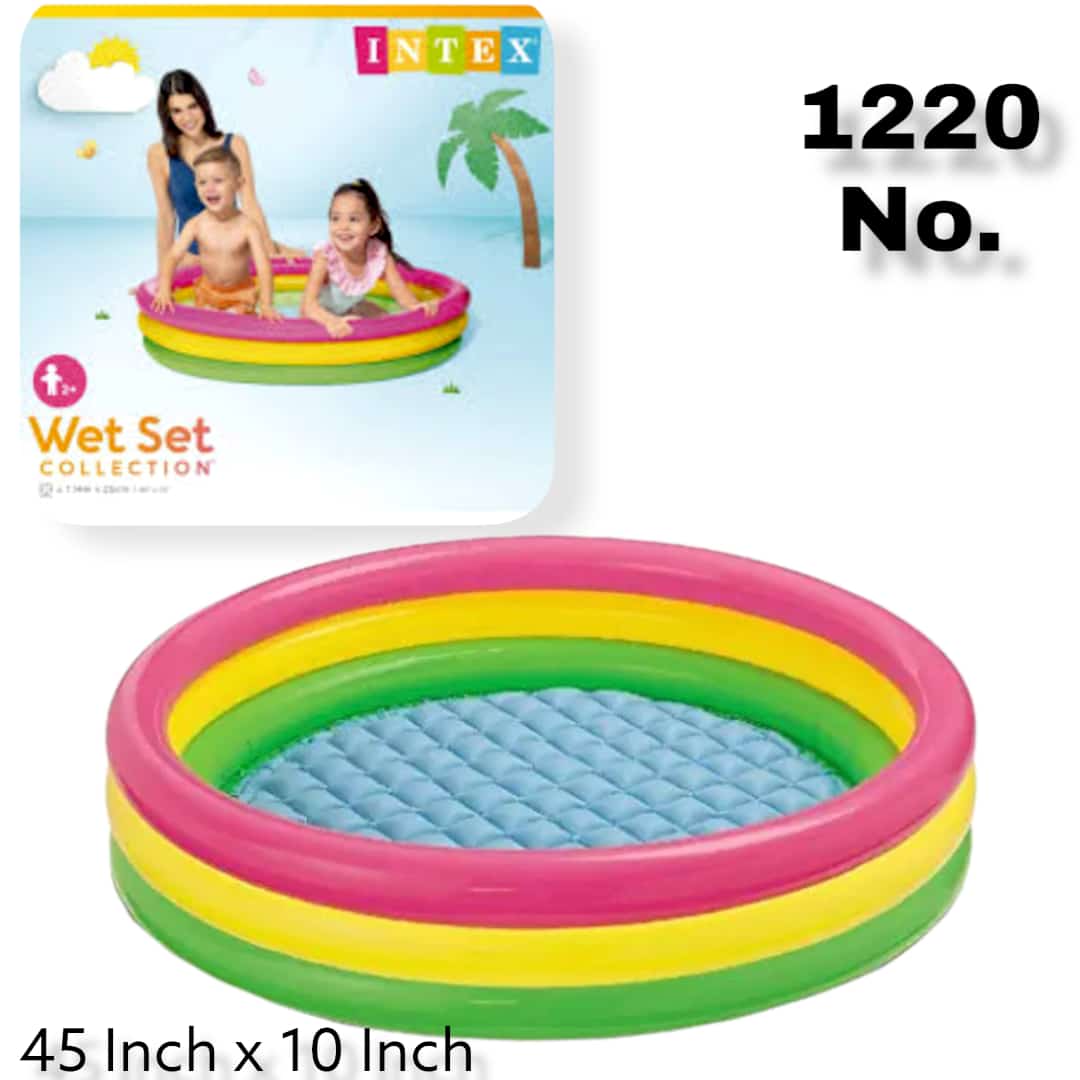 INTEX
1220
No.
2+
Wet Set
COLLECTION
45 Inch x 10 Inch